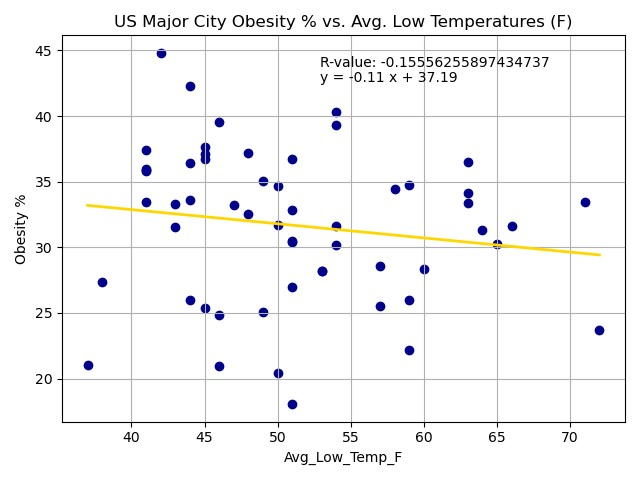 US Major City Obesity % vs. Avg. Low Temperatures (F)
R-value: -0.15556255897434737
y = -0.11 x + 37.19
45
40
35
30
25
20
Obesity %
40 45 50 55 60 65 70
Avg_Low_Temp_F